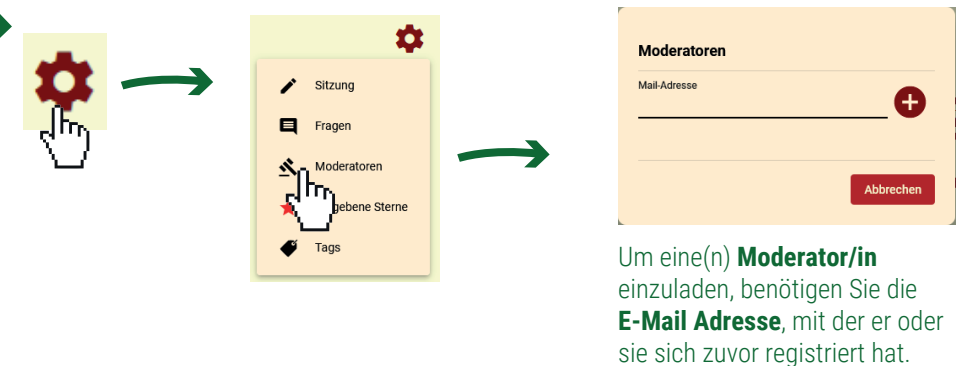 Sitzung
Fragen
Moderatoren
gebene Sterne
Tags
Moderatoren
Mail-Adresse
Abbrechen
Um eine(n) Moderator/in
einzuladen, benötigen Sie die
E-Mail Adresse, mit der er oder
sie sich zuvor registriert hat.